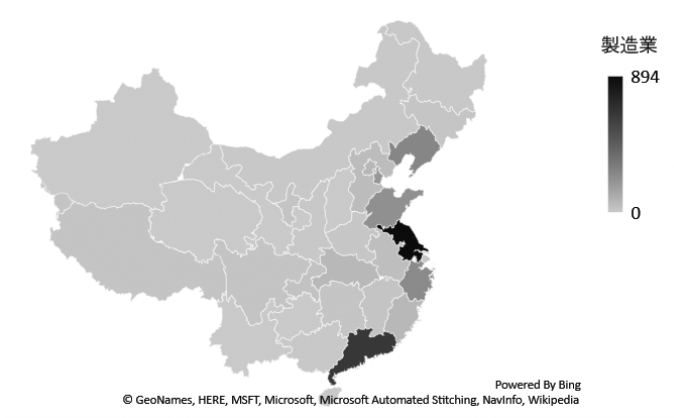 製造業
894
0
Powered By Bing
© GeoNames, HERE, MSFT, Microsoft, Microsoft Automated Stitching, NavInfo, Wikipedia